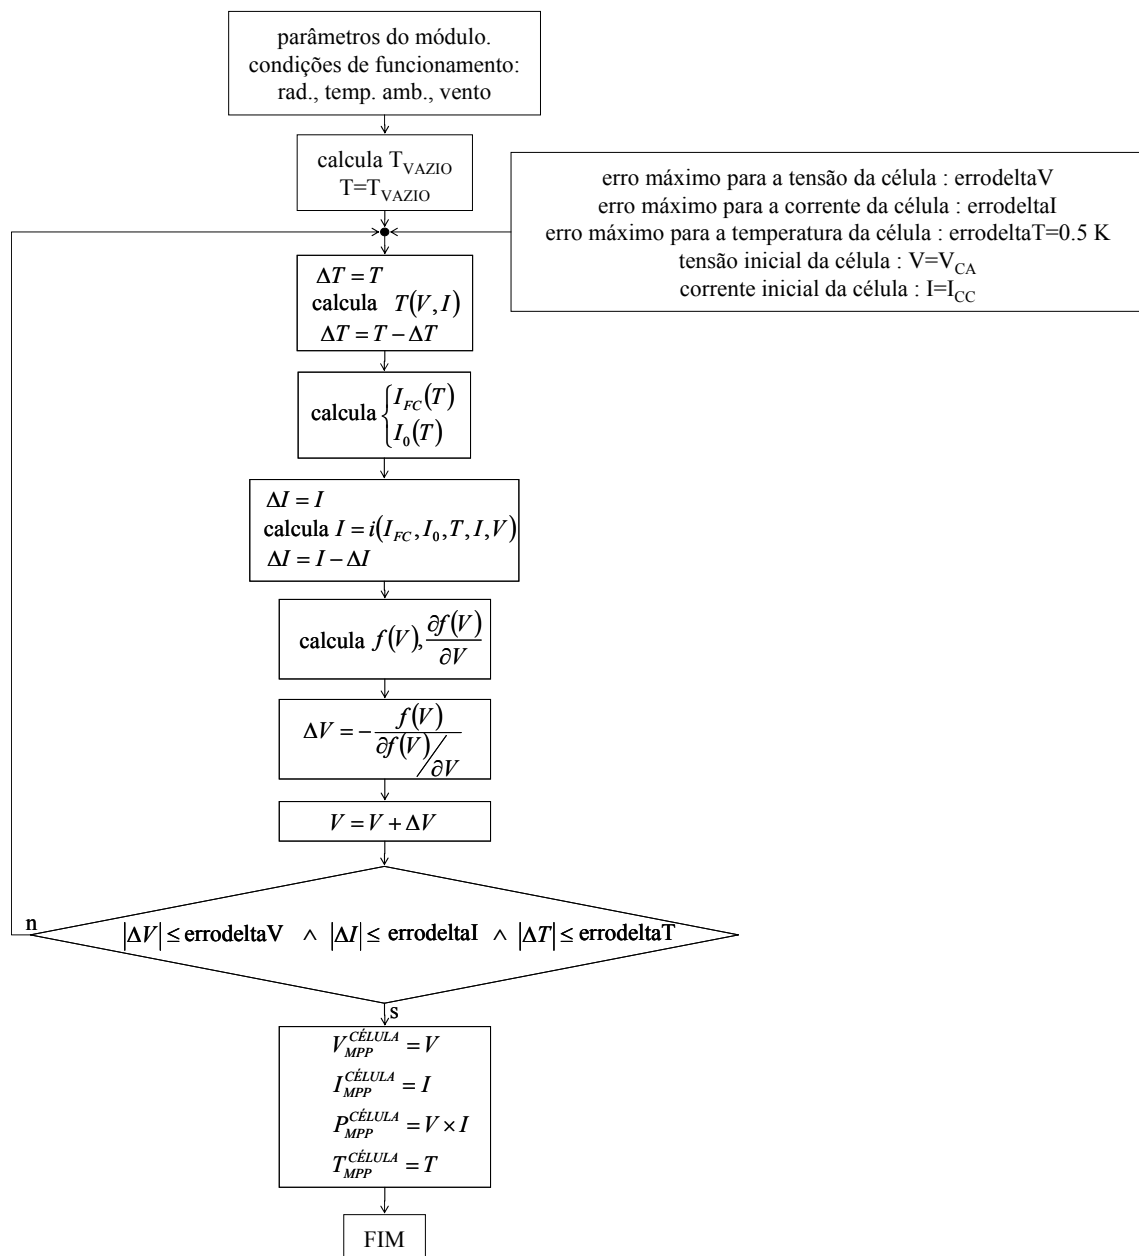 parâmetros do módulo.
condições de funcionamento:
rad., temp. amb., vento
calcula T_VAZIO
T=T_VAZIO
erro máximo para a tensão da célula : errodeltaV
erro máximo para a corrente da célula : errodeltaI
erro máximo para a temperatura da célula : errodeltaT=0.5 K
tensão inicial da célula : V=V_CA
corrente inicial da célula : I=I_CC
ΔT = T
calcula T(V, I)
ΔT = T − ΔT
calcula { I_FC(T)
I_0(T)
ΔI = I
calcula I = i(I_FC, I_0, T, I, V)
ΔI = I − ΔI
calcula f(V), ∂f(V)/∂V
ΔV = − f(V) / (∂f(V)/∂V)
V = V + ΔV
n
|ΔV| ≤ errodeltaV ∧ |ΔI| ≤ errodeltaI ∧ |ΔT| ≤ errodeltaT
s
V_MPP^CÉLULA = V
I_MPP^CÉLULA = I
P_MPP^CÉLULA = V × I
T_MPP^CÉLULA = T
FIM